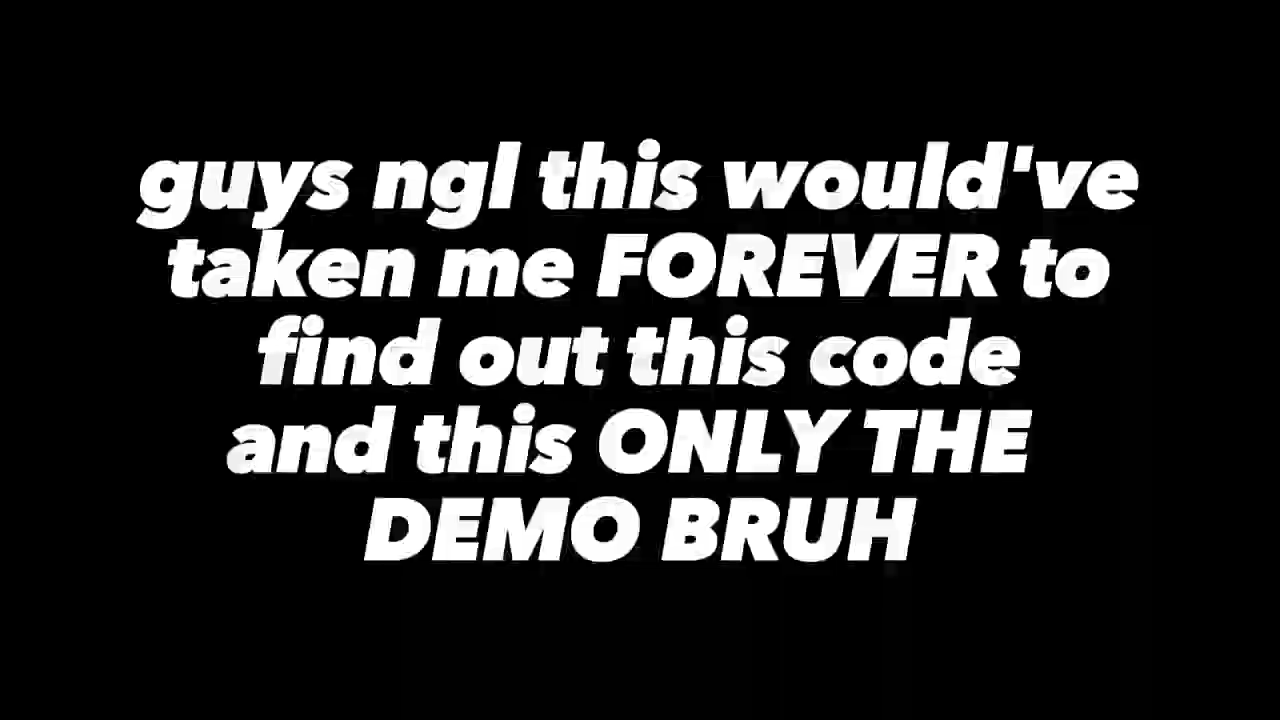 guys ngl this would've
taken me FOREVER to
find out this code
and this ONLY THE
DEMO BRUH